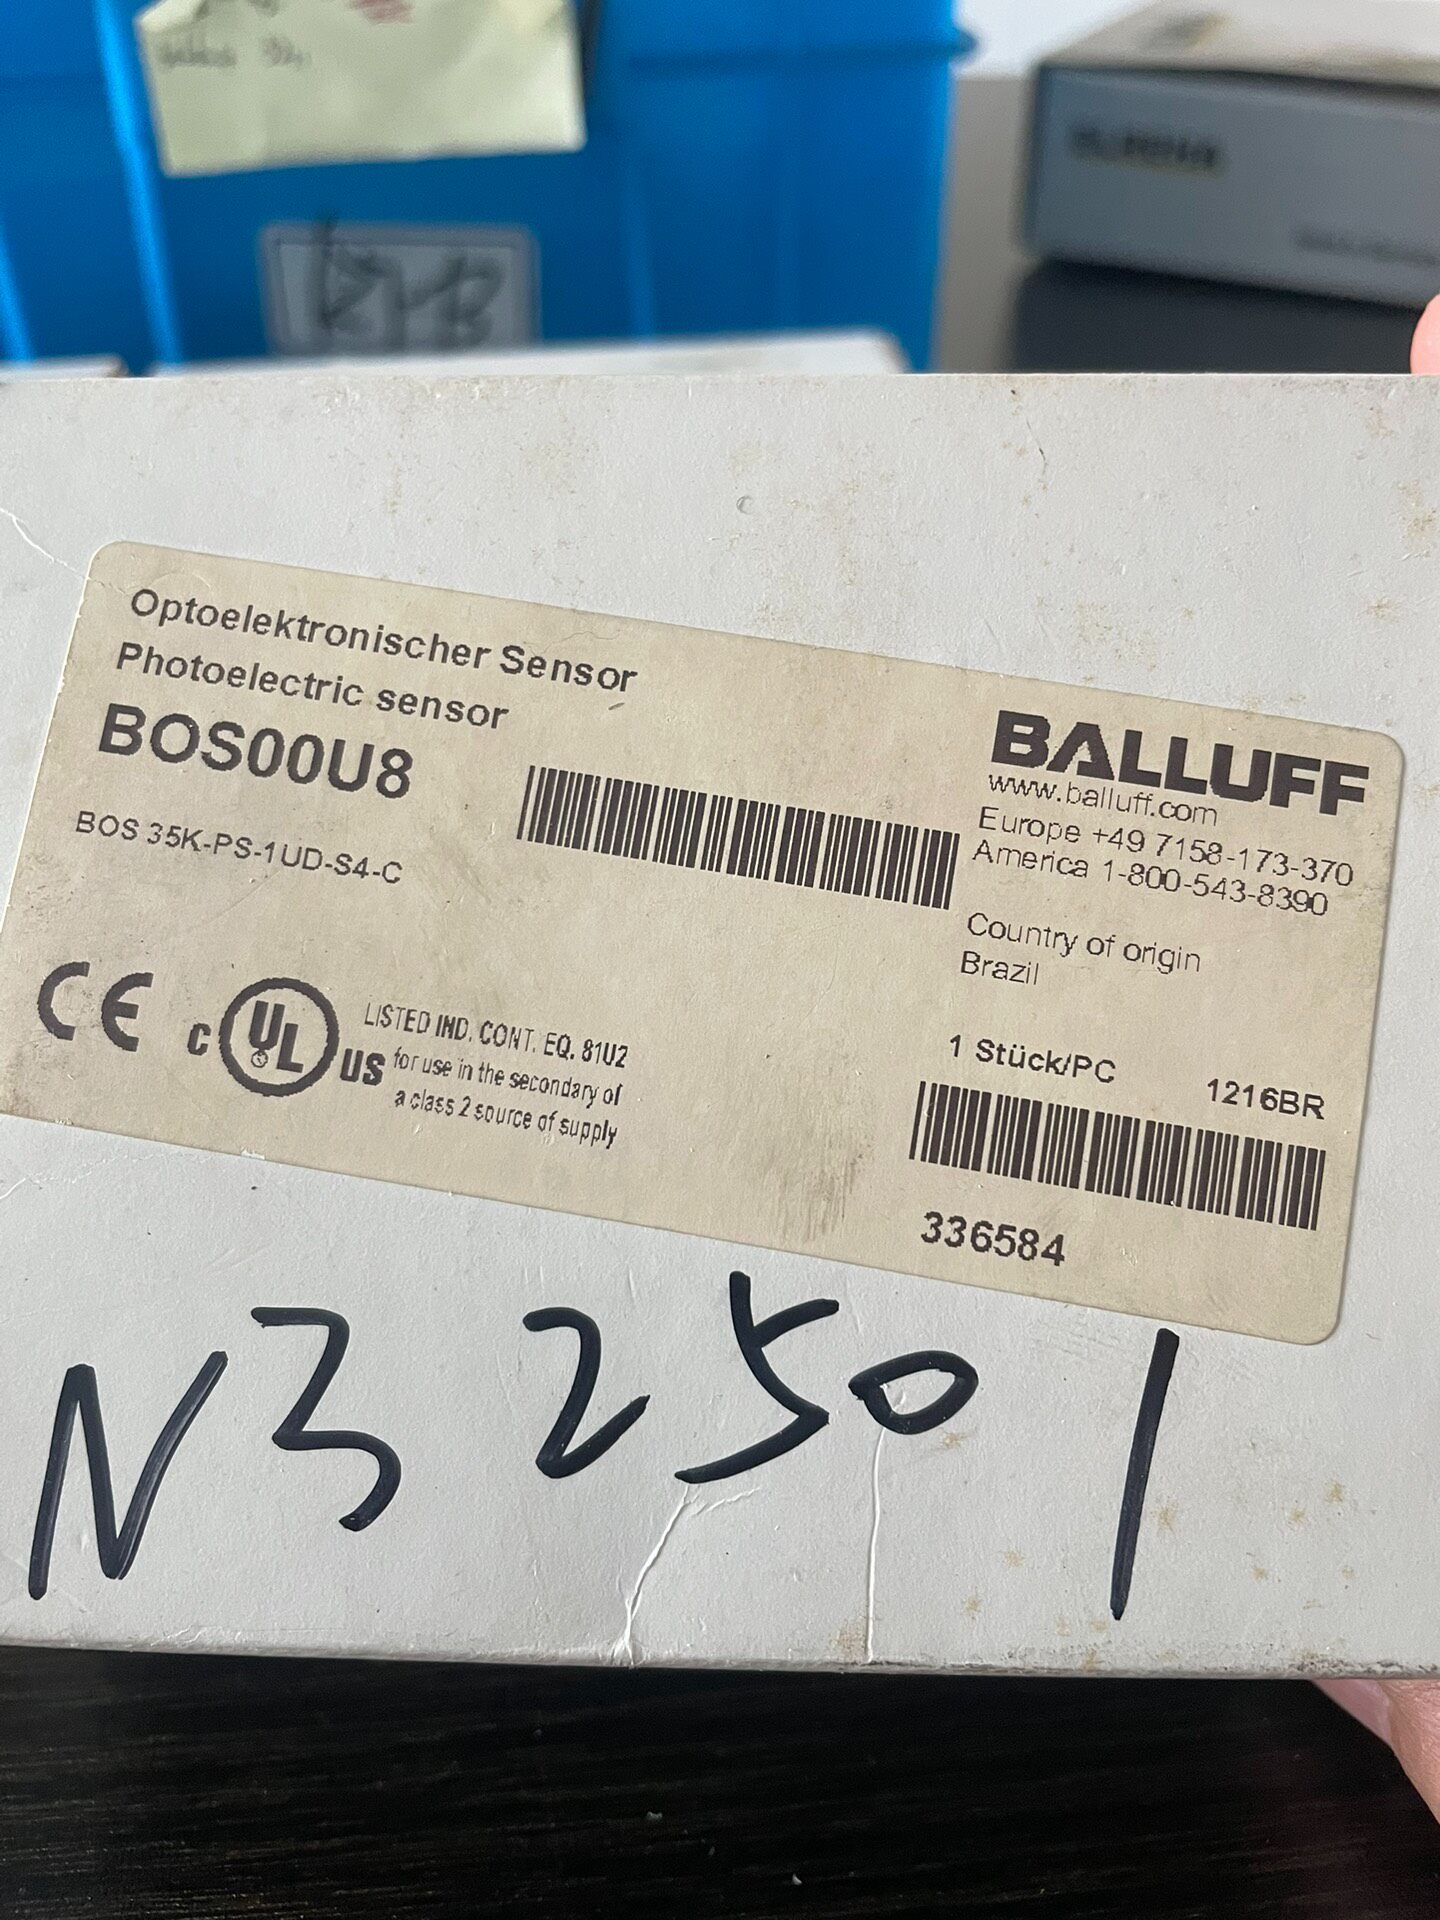 Optoelektronischer Sensor
Photoelectric sensor
BOS00U8
BOS 35K-PS-1UD-S4-C
BALLUFF
www.balluff.com
Europe +49 7158-173-370
America 1-800-543-8390
Country of origin
Brazil
CE
c UL US
LISTED IND. CONT. EQ. 81U2
for use in the secondary of
a class 2 source of supply
1 Stück/PC
1216BR
336584
N3 250 1